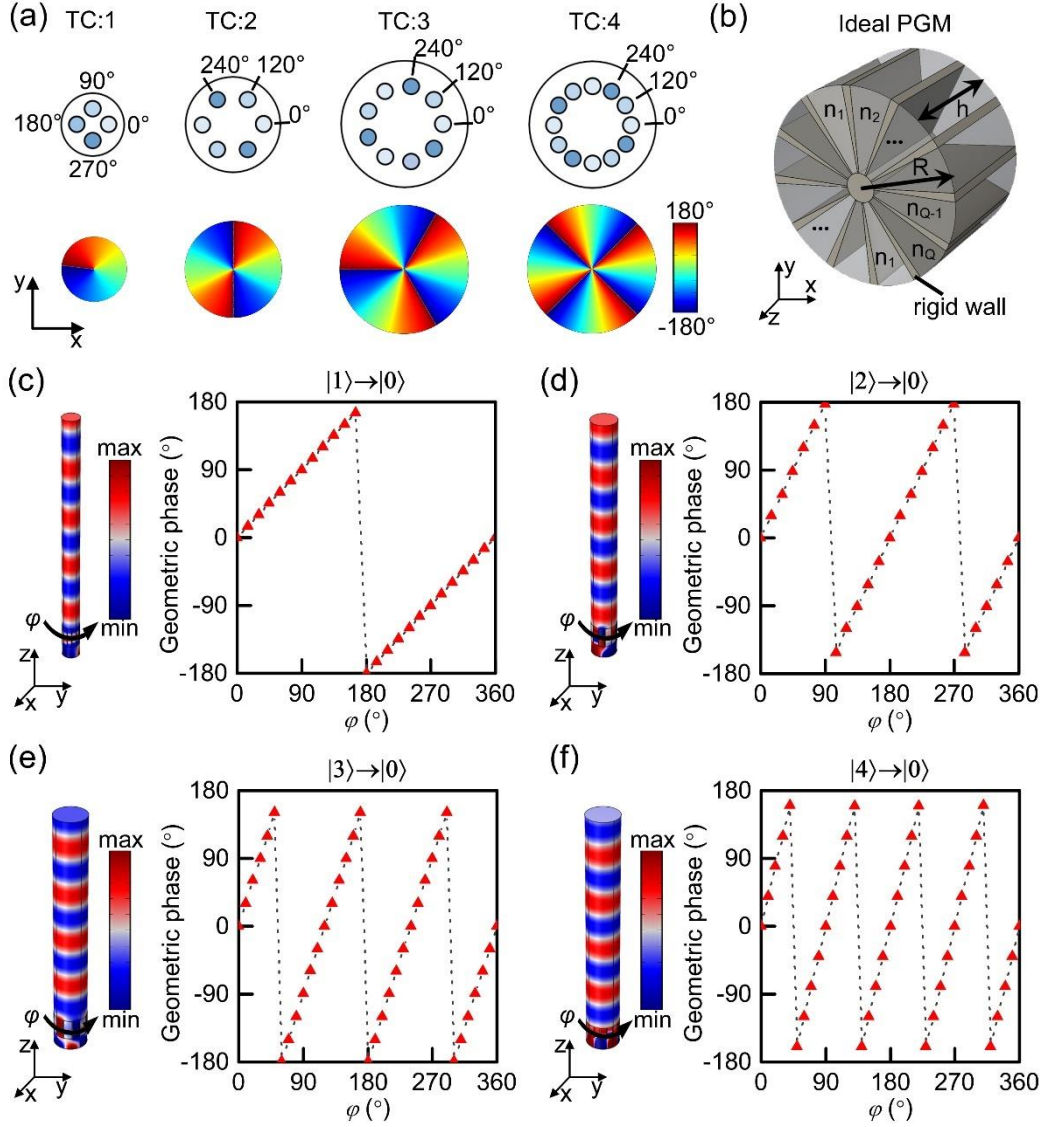 (a)
TC:1
TC:2
TC:3
TC:4
90°
180°
0°
270°
240°
120°
0°
240°
120°
0°
240°
120°
0°
y
x
180°
-180°
(b)
Ideal PGM
n1
n2
...
h
R
nQ-1
nQ
n1
...
rigid wall
y
x
z
(c)
|1⟩→|0⟩
max
min
φ
z
x
y
Geometric phase (°)
180
90
0
-90
-180
0 90 180 270 360
φ (°)
(d)
|2⟩→|0⟩
max
min
φ
z
x
y
Geometric phase (°)
180
90
0
-90
-180
0 90 180 270 360
φ (°)
(e)
|3⟩→|0⟩
max
min
φ
z
x
y
Geometric phase (°)
180
90
0
-90
-180
0 90 180 270 360
φ (°)
(f)
|4⟩→|0⟩
max
min
φ
z
x
y
Geometric phase (°)
180
90
0
-90
-180
0 90 180 270 360
φ (°)